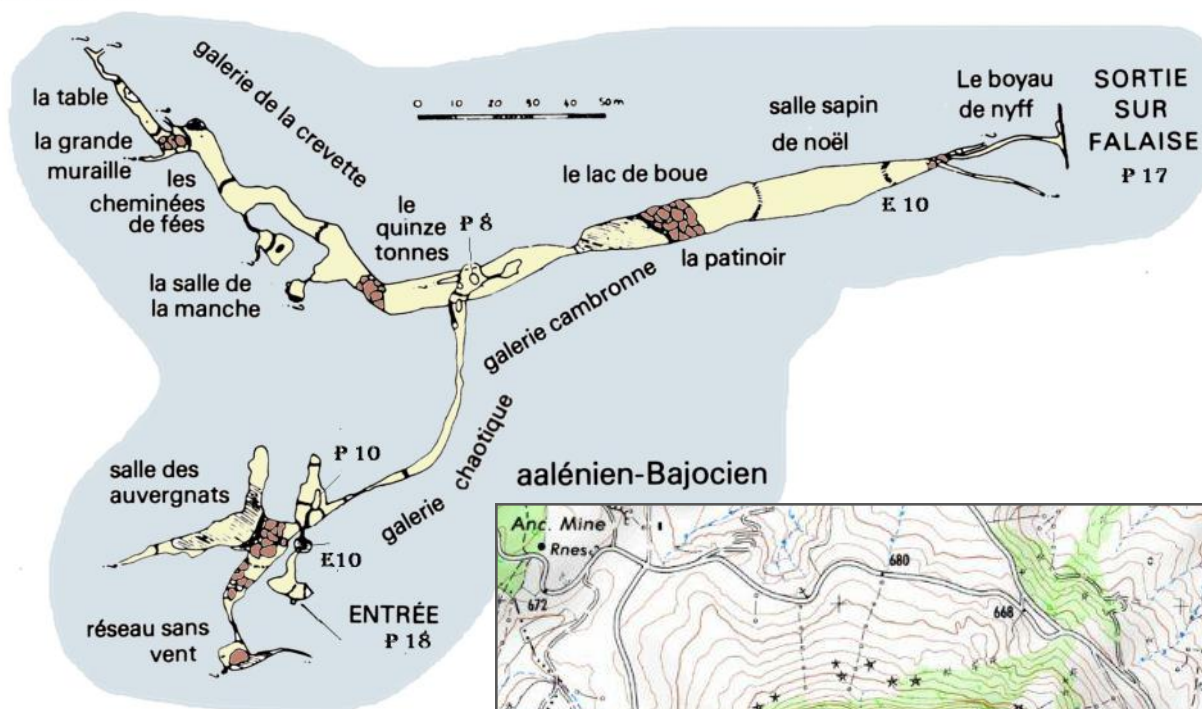 la table
la grande
muraille
les
cheminées
de fées
la salle de
la manche
galerie de la crevette
0 10 20 30 40 50m
le
quinze
tonnes
P 8
le lac de boue
salle sapin
de noël
Le boyau
de nyff
SORTIE
SUR
FALAISE
P 17
E 10
la patinoir
galerie cambronne
galerie chaotique
aalénien-Bajocien
salle des
auvergnats
P 10
E10
ENTRÉE
P 18
réseau sans
vent
Anc. Mine
Rnes
672
680
668